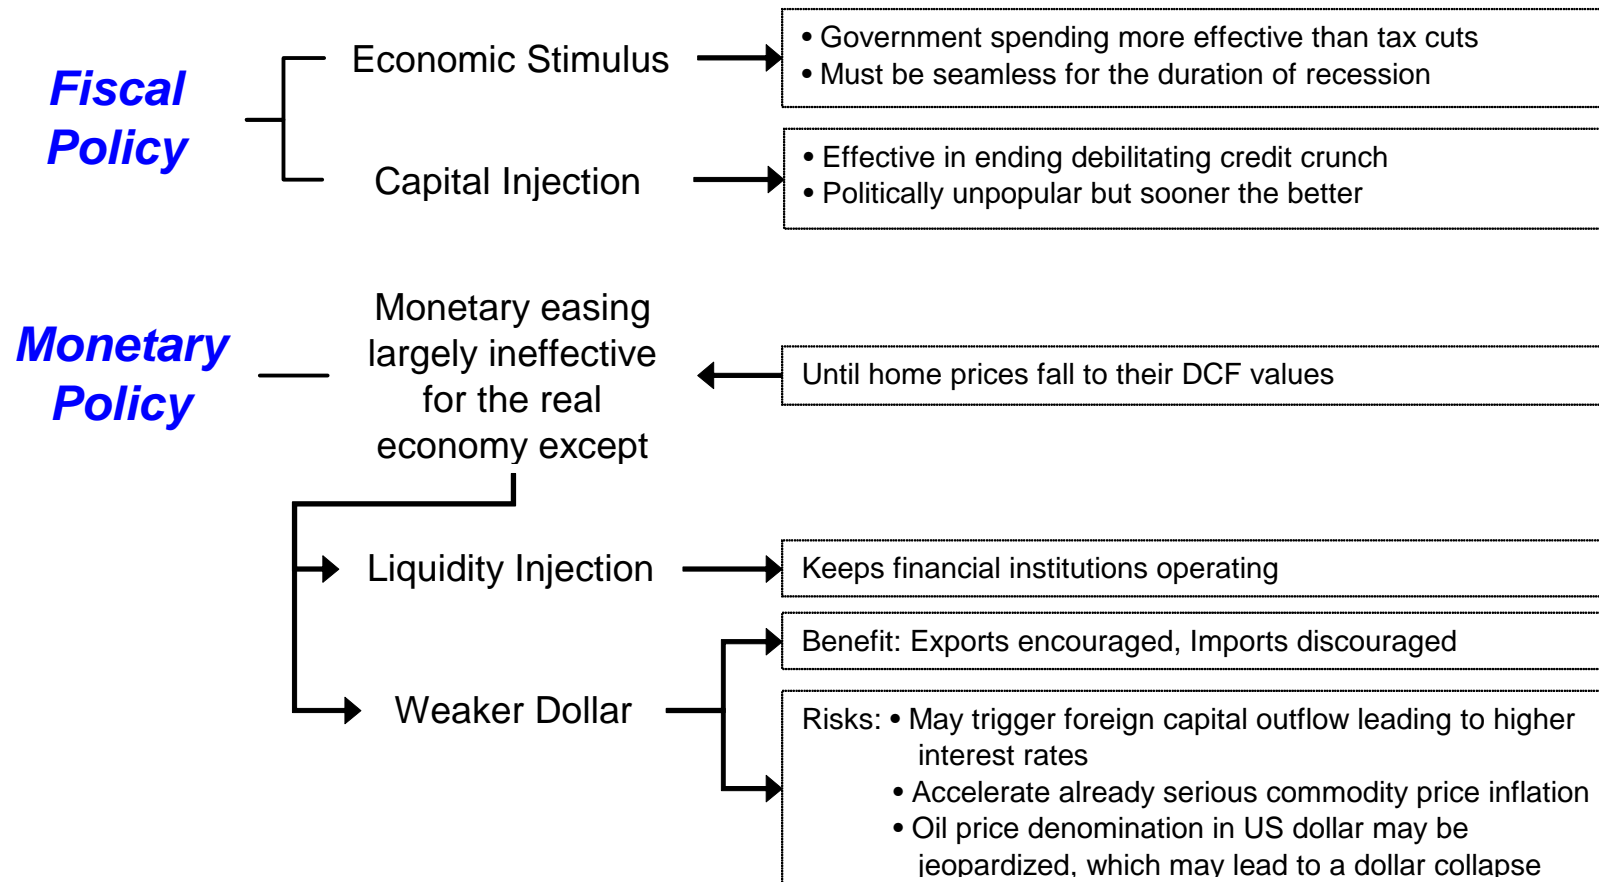 Fiscal
Policy
Economic Stimulus
• Government spending more effective than tax cuts
• Must be seamless for the duration of recession
Capital Injection
• Effective in ending debilitating credit crunch
• Politically unpopular but sooner the better
Monetary
Policy
Monetary easing
largely ineffective
for the real
economy except
Until home prices fall to their DCF values
Liquidity Injection
Keeps financial institutions operating
Weaker Dollar
Benefit: Exports encouraged, Imports discouraged
Risks: • May trigger foreign capital outflow leading to higher
interest rates
• Accelerate already serious commodity price inflation
• Oil price denomination in US dollar may be
jeopardized, which may lead to a dollar collapse